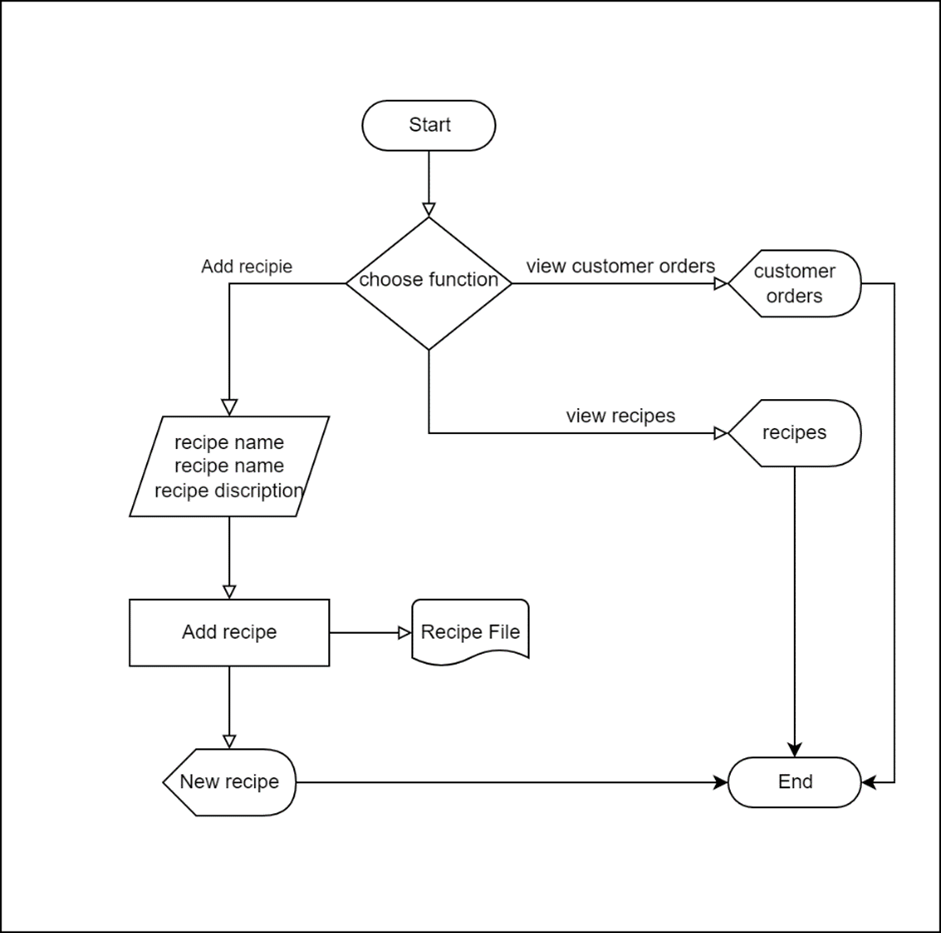 Start
choose function
Add recipie
view customer orders
customer
orders
view recipes
recipes
recipe name
recipe name
recipe discription
Add recipe
Recipe File
New recipe
End